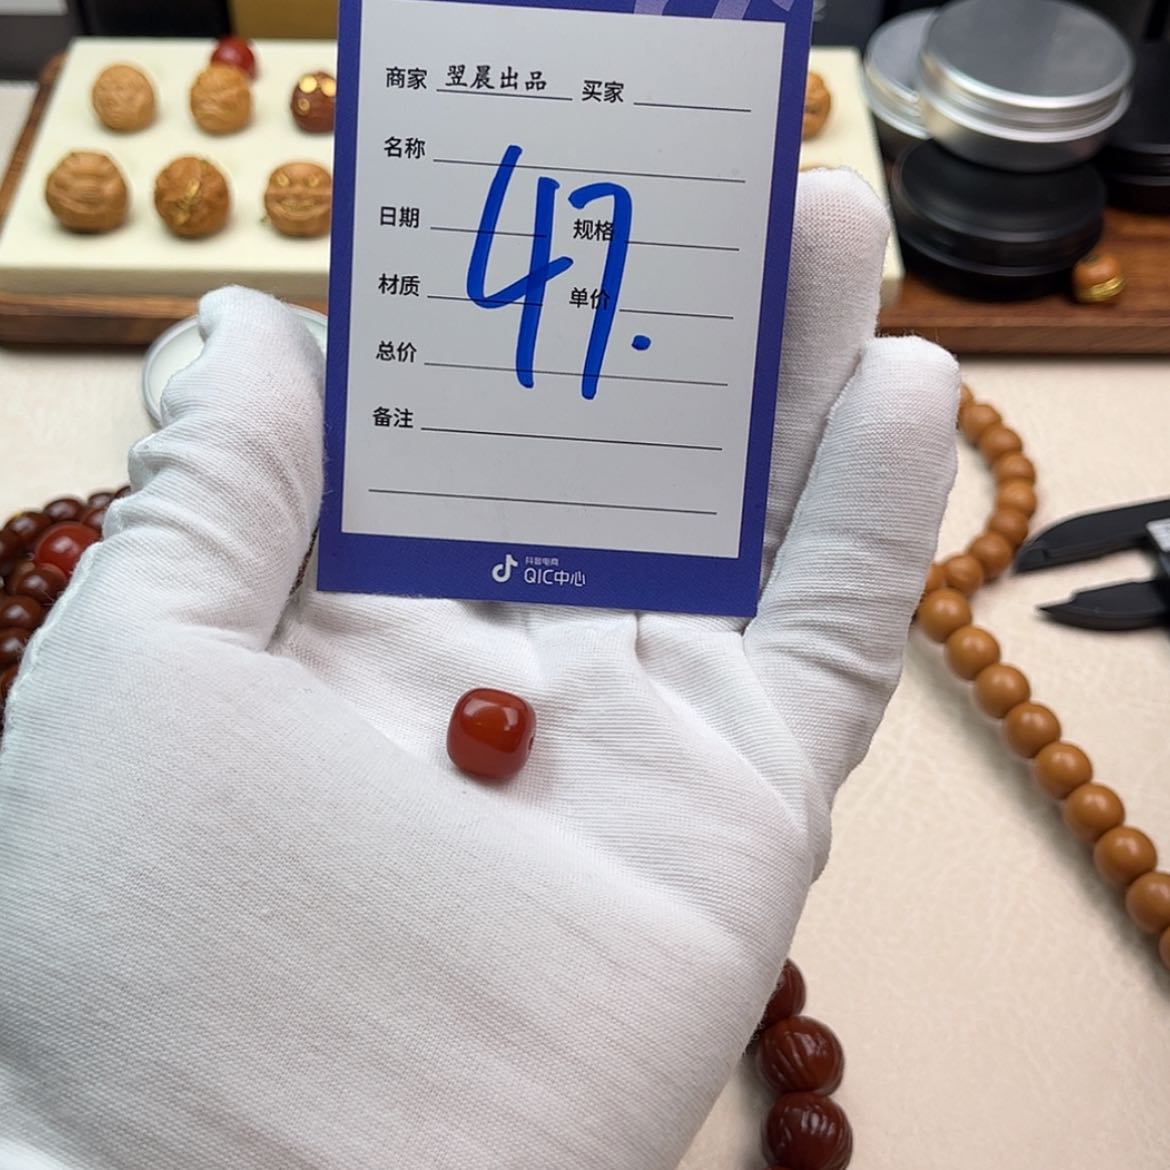 商家 翌晨出品 买家
名称
47.
日期 规格
材质 单价
总价
备注
抖音电商
QIC中心